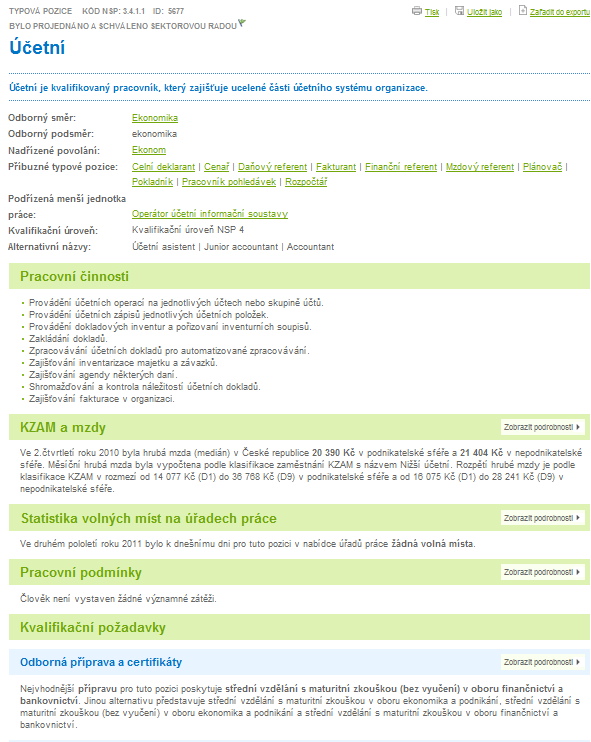 TYPOVÁ POZICE KÓD NSP: 3.4.1.1 ID: 5677
Tisk | Uložit jako | Zařadit do exportu
BYLO PROJEDNÁNO A SCHVÁLENO SEKTOROVOU RADOU
Účetní
Účetní je kvalifikovaný pracovník, který zajišťuje ucelené části účetního systému organizace.
Odborný směr: Ekonomika
Odborný podsměr: ekonomika
Nadřízené povolání: Ekonom
Příbuzné typové pozice: Celní deklarant | Cenař | Daňový referent | Fakturant | Finanční referent | Mzdový referent | Plánovač |
Pokladník | Pracovník pohledávek | Rozpočtář
Podřízená menší jednotka
práce: Operátor účetní informační soustavy
Kvalifikační úroveň: Kvalifikační úroveň NSP 4
Alternativní názvy: Účetní asistent | Junior accountant | Accountant
Pracovní činnosti
Provádění účetních operací na jednotlivých účtech nebo skupině účtů.
Provádění účetních zápisů jednotlivých účetních položek.
Provádění dokladových inventur a pořizovaní inventurních soupisů.
Zakládání dokladů.
Zpracovávání účetních dokladů pro automatizované zpracovávání.
Zajišťování inventarizace majetku a závazků.
Zajišťování agendy některých daní.
Shromažďování a kontrola náležitostí účetních dokladů.
Zajišťování fakturace v organizaci.
KZAM a mzdy Zobrazit podrobnosti
Ve 2.čtvrtletí roku 2010 byla hrubá mzda (medián) v České republice 20 390 Kč v podnikatelské sféře a 21 404 Kč v nepodnikatelské
sféře. Měsíční hrubá mzda byla vypočtena podle klasifikace zaměstnání KZAM s názvem Nižší účetní. Rozpětí hrubé mzdy je podle
klasifikace KZAM v rozmezí od 14 077 Kč (D1) do 36 768 Kč (D9) v podnikatelské sféře a od 16 075 Kč (D1) do 28 241 Kč (D9) v
nepodnikatelské sféře.
Statistika volných míst na úřadech práce Zobrazit podrobnosti
Ve druhém pololetí roku 2011 bylo k dnešnímu dni pro tuto pozici v nabídce úřadů práce žádná volná místa.
Pracovní podmínky Zobrazit podrobnosti
Člověk není vystaven žádné významné zátěži.
Kvalifikační požadavky
Odborná příprava a certifikáty Zobrazit podrobnosti
Nejvhodnější přípravu pro tuto pozici poskytuje střední vzdělání s maturitní zkouškou (bez vyučení) v oboru finančnictví a
bankovnictví. Jinou alternativu představuje střední vzdělání s maturitní zkouškou v oboru ekonomika a podnikání, střední vzdělání s
maturitní zkouškou (bez vyučení) v oboru ekonomika a podnikání a střední vzdělání s maturitní zkouškou v oboru finančnictví a
bankovnictví.